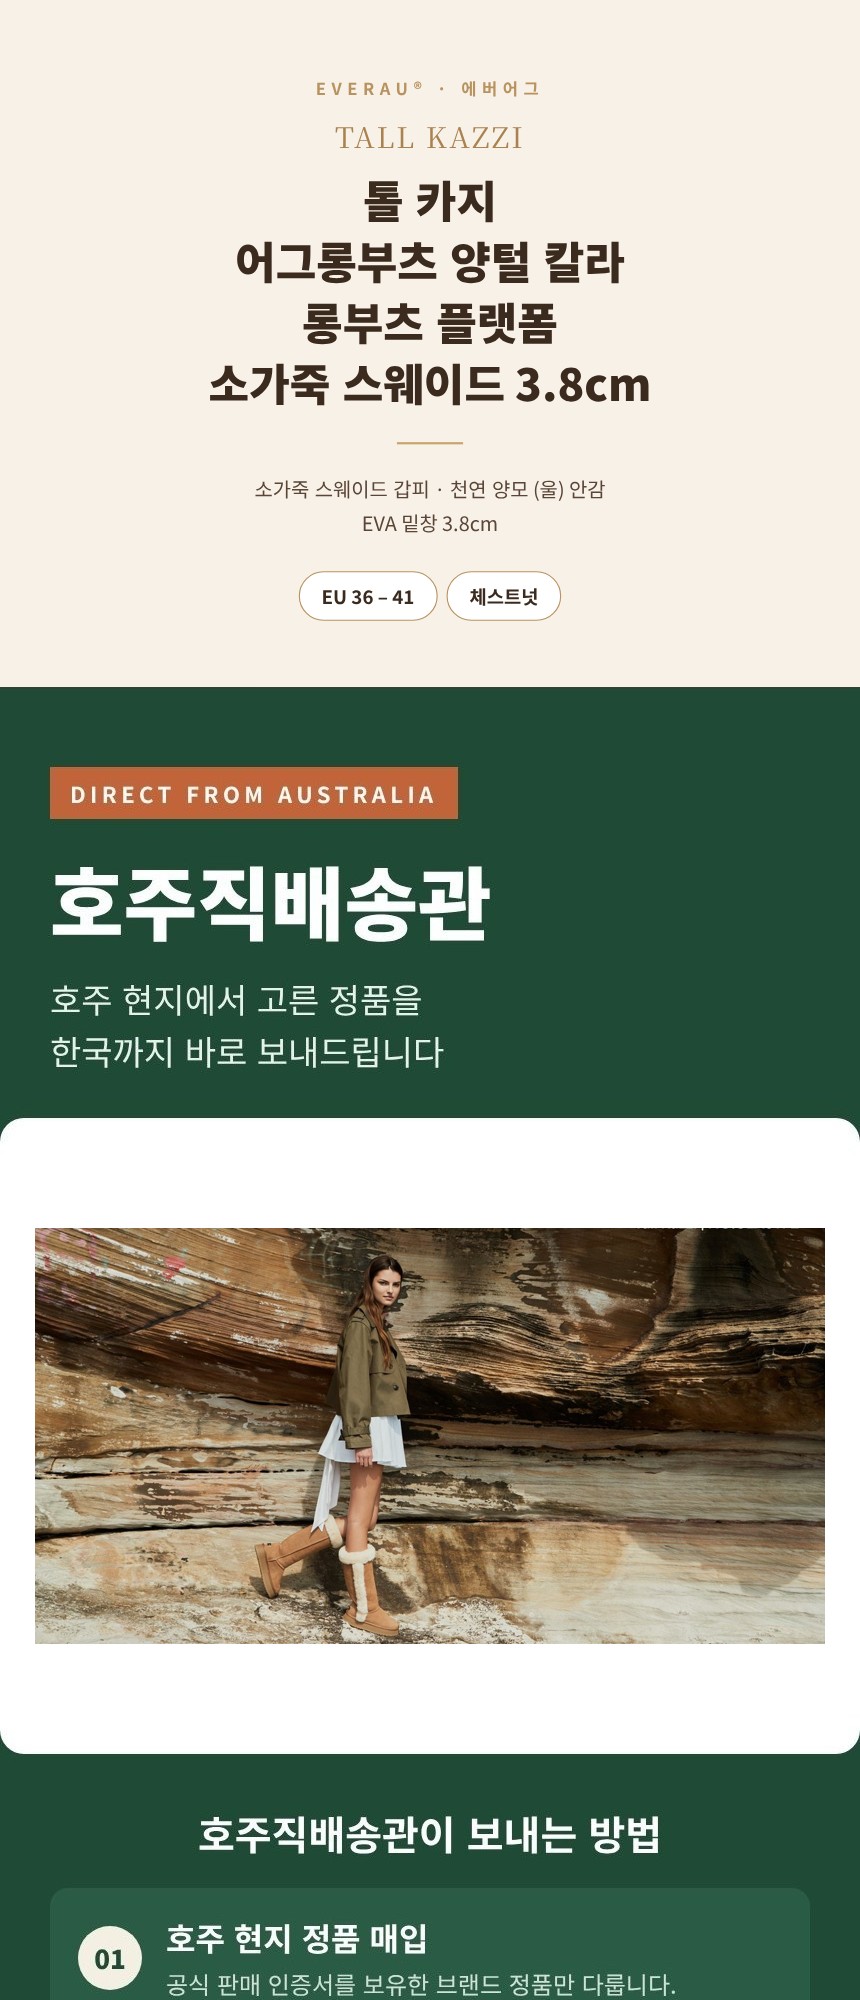 EVERAU® · 에버어그
TALL KAZZI
톨 카지
어그롱부츠 양털 칼라
롱부츠 플랫폼
소가죽 스웨이드 3.8cm
소가죽 스웨이드 갑피 · 천연 양모 (울) 안감
EVA 밑창 3.8cm
EU 36 – 41
체스트넛
DIRECT FROM AUSTRALIA
호주직배송관
호주 현지에서 고른 정품을
한국까지 바로 보내드립니다
호주직배송관이 보내는 방법
01
호주 현지 정품 매입
공식 판매 인증서를 보유한 브랜드 정품만 다룹니다.